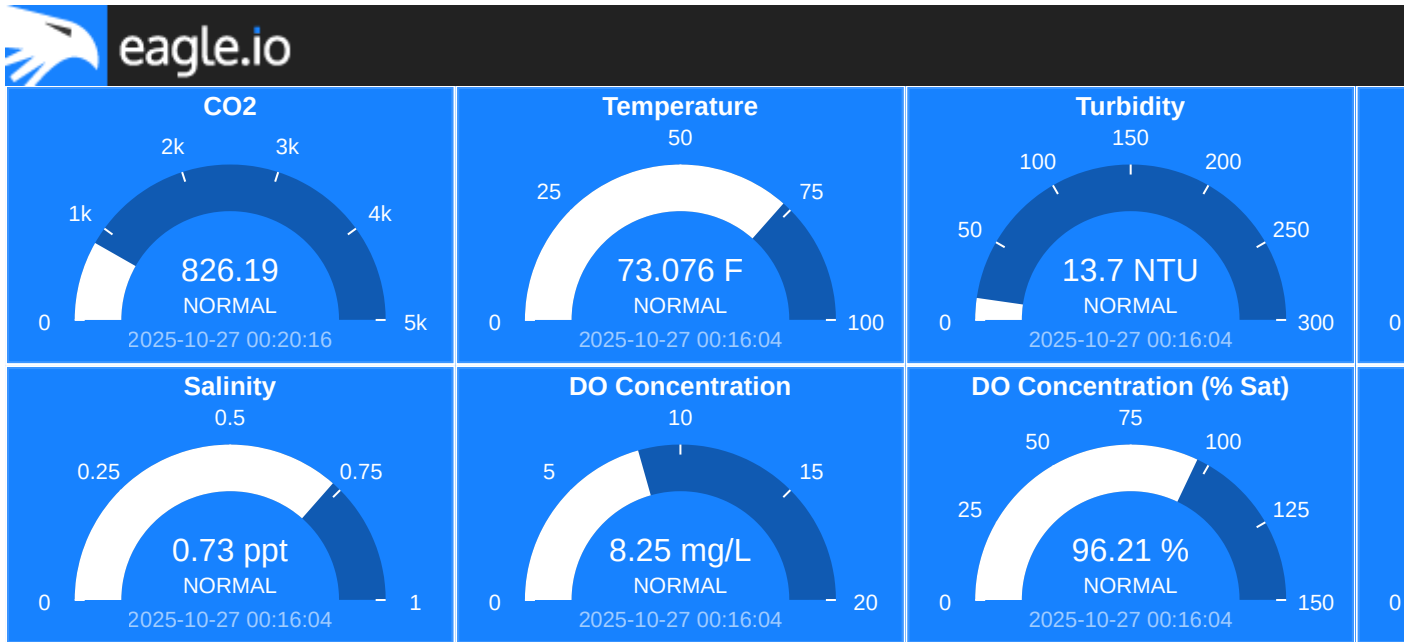 eagle.io
CO2
2k 3k
1k 4k
826.19
NORMAL
0 5k
2025-10-27 00:20:16
Temperature
50
25 75
73.076 F
NORMAL
0 100
2025-10-27 00:16:04
Turbidity
150
100 200
50 250
13.7 NTU
NORMAL
0 300
2025-10-27 00:16:04
0
Salinity
0.5
0.25 0.75
0.73 ppt
NORMAL
0 1
2025-10-27 00:16:04
DO Concentration
10
5 15
8.25 mg/L
NORMAL
0 20
2025-10-27 00:16:04
DO Concentration (% Sat)
75
50 100
25 125
96.21 %
NORMAL
0 150
2025-10-27 00:16:04
0